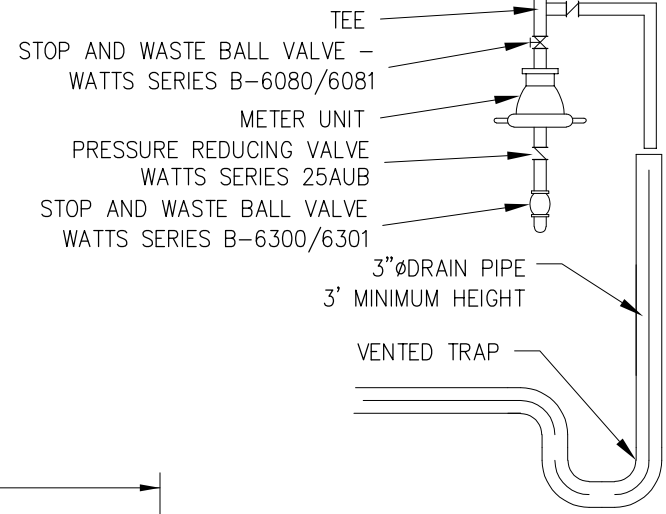 TEE
STOP AND WASTE BALL VALVE –
WATTS SERIES B–6080/6081
METER UNIT
PRESSURE REDUCING VALVE
WATTS SERIES 25AUB
STOP AND WASTE BALL VALVE
WATTS SERIES B–6300/6301
3"øDRAIN PIPE
3' MINIMUM HEIGHT
VENTED TRAP